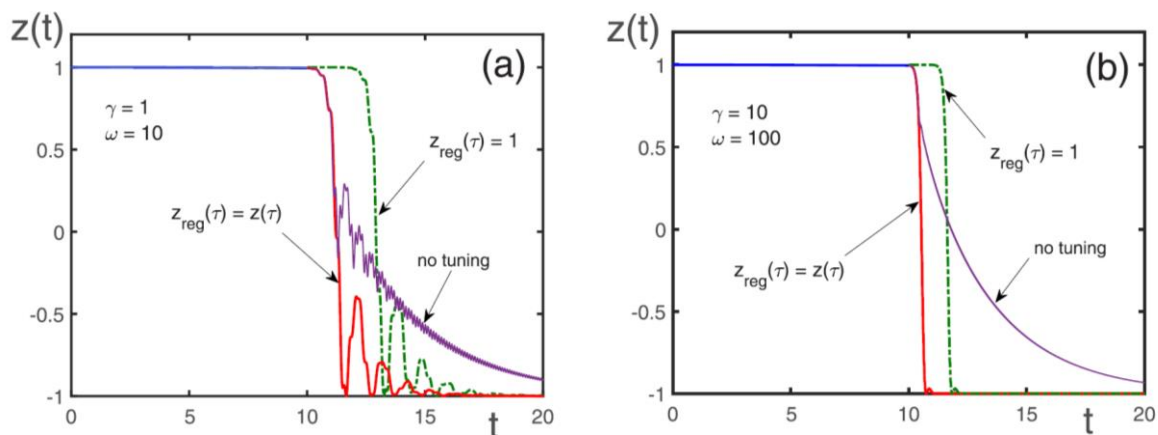 z(t)
(a)
1
0.5
0
-0.5
-1
γ = 1
ω = 10
z_reg(τ) = 1
z_reg(τ) = z(τ)
no tuning
0
5
10
15
20
t
z(t)
(b)
1
0.5
0
-0.5
-1
γ = 10
ω = 100
z_reg(τ) = 1
z_reg(τ) = z(τ)
no tuning
0
5
10
15
20
t